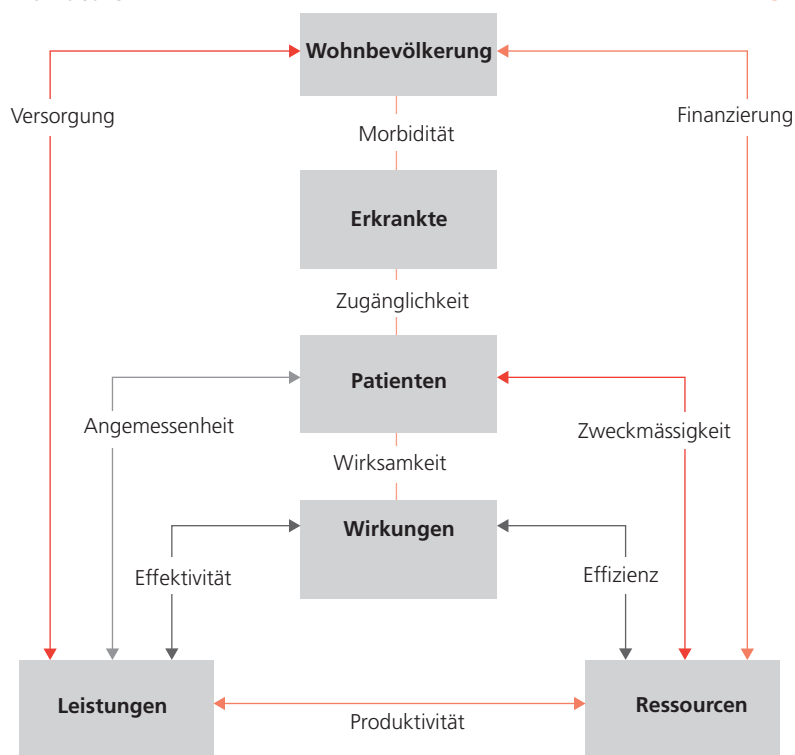 Wohnbevölkerung
Versorgung
Finanzierung
Morbidität
Erkrankte
Zugänglichkeit
Patienten
Angemessenheit
Zweckmässigkeit
Wirksamkeit
Wirkungen
Effektivität
Effizienz
Leistungen
Ressourcen
Produktivität